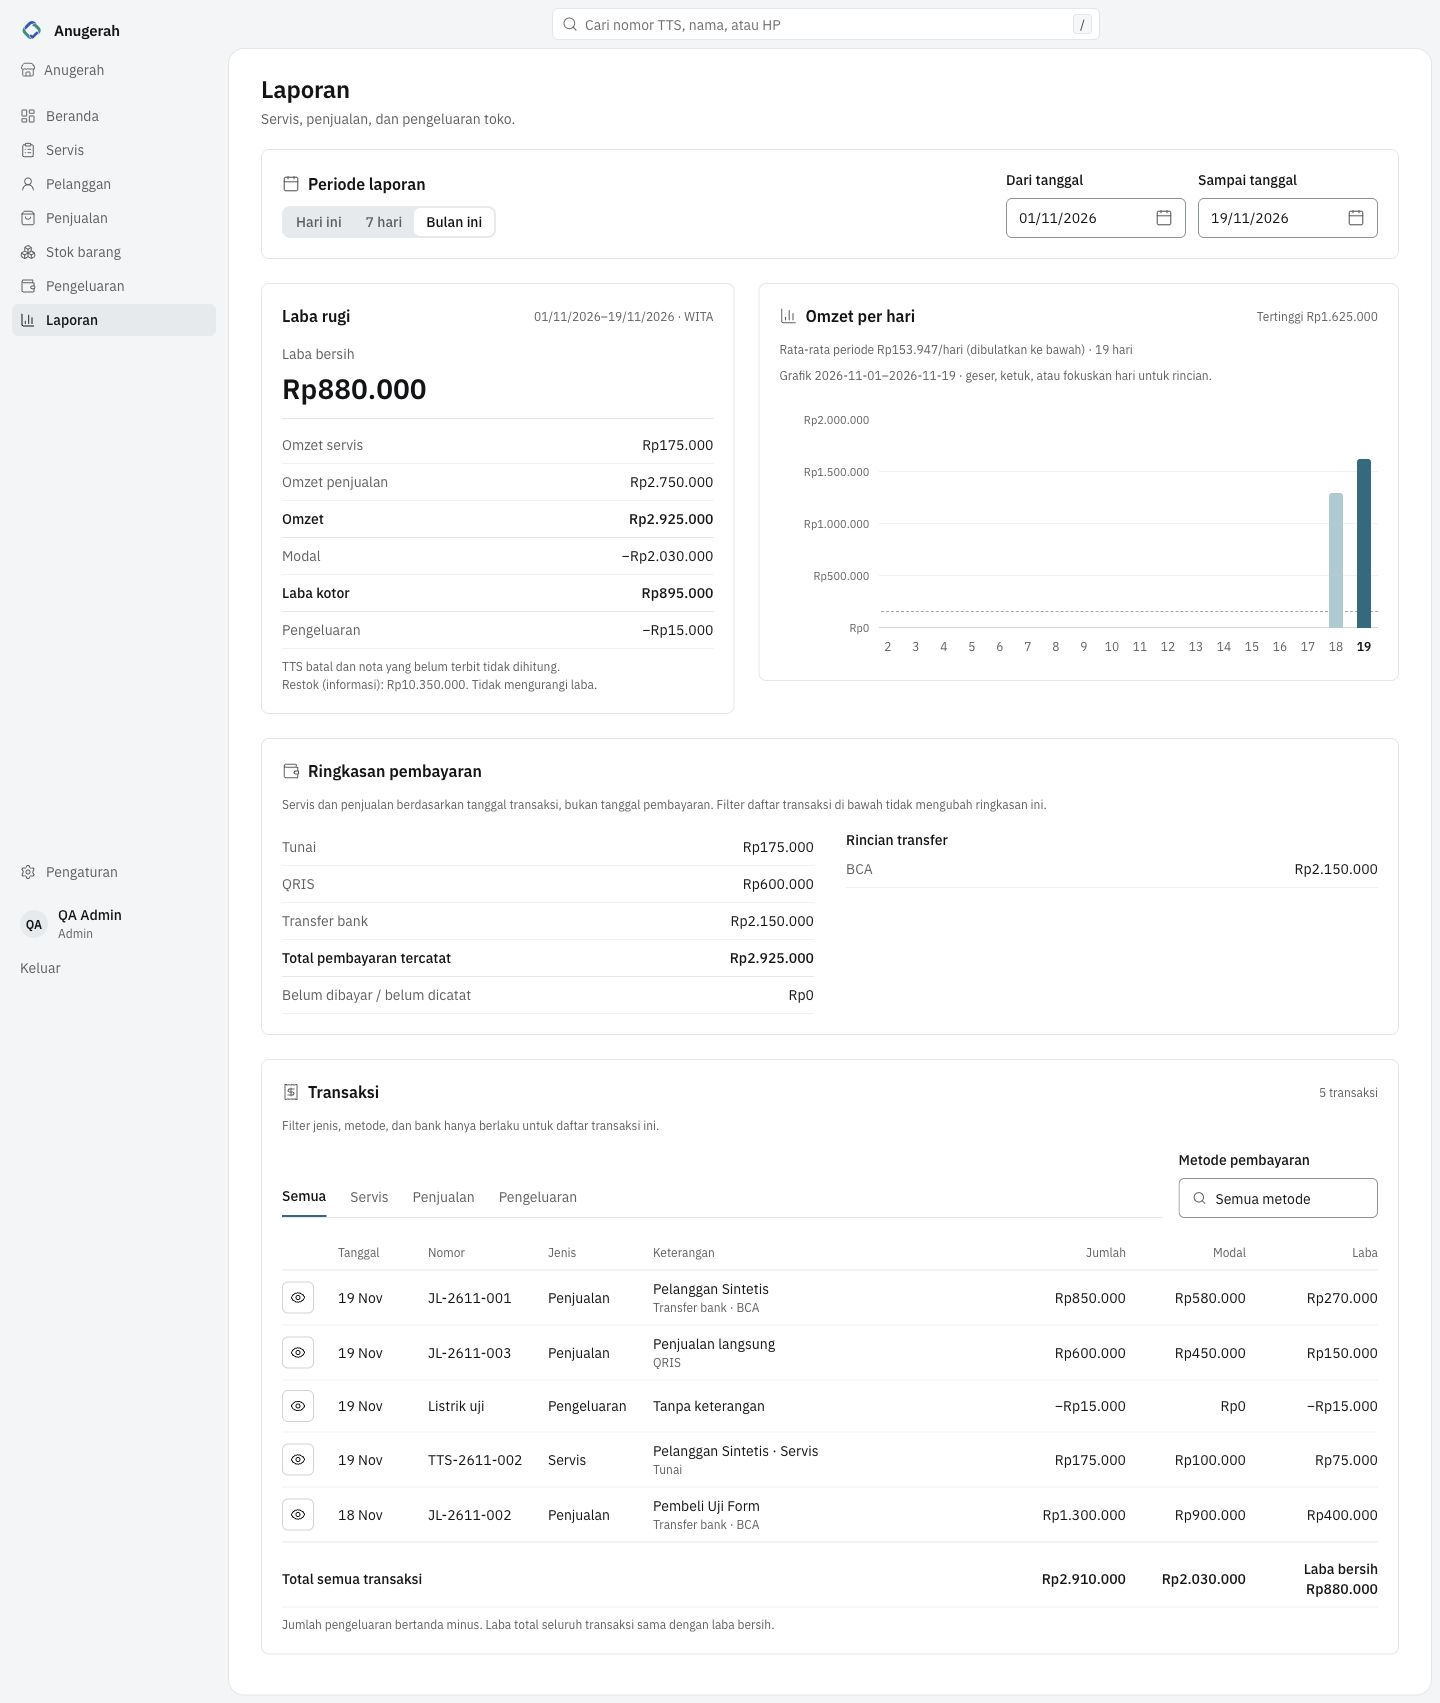 Anugerah
Cari nomor TTS, nama, atau HP
/
Anugerah
Beranda
Servis
Pelanggan
Penjualan
Stok barang
Pengeluaran
Laporan
Pengaturan
QA
QA Admin
Admin
Keluar
Laporan
Servis, penjualan, dan pengeluaran toko.
Periode laporan
Hari ini 7 hari Bulan ini
Dari tanggal Sampai tanggal
01/11/2026 19/11/2026
Laba rugi 01/11/2026–19/11/2026 · WITA
Laba bersih
Rp880.000
Omzet servis Rp175.000
Omzet penjualan Rp2.750.000
Omzet Rp2.925.000
Modal −Rp2.030.000
Laba kotor Rp895.000
Pengeluaran −Rp15.000
TTS batal dan nota yang belum terbit tidak dihitung.
Restok (informasi): Rp10.350.000. Tidak mengurangi laba.
Omzet per hari Tertinggi Rp1.625.000
Rata-rata periode Rp153.947/hari (dibulatkan ke bawah) · 19 hari
Grafik 2026-11-01–2026-11-19 · geser, ketuk, atau fokuskan hari untuk rincian.
Rp2.000.000
Rp1.500.000
Rp1.000.000
Rp500.000
Rp0
2 3 4 5 6 7 8 9 10 11 12 13 14 15 16 17 18 19
Ringkasan pembayaran
Servis dan penjualan berdasarkan tanggal transaksi, bukan tanggal pembayaran. Filter daftar transaksi di bawah tidak mengubah ringkasan ini.
Tunai Rp175.000
QRIS Rp600.000
Transfer bank Rp2.150.000
Total pembayaran tercatat Rp2.925.000
Belum dibayar / belum dicatat Rp0
Rincian transfer
BCA Rp2.150.000
Transaksi 5 transaksi
Filter jenis, metode, dan bank hanya berlaku untuk daftar transaksi ini.
Metode pembayaran
Semua Servis Penjualan Pengeluaran
Semua metode
Tanggal Nomor Jenis Keterangan Jumlah Modal Laba
19 Nov JL-2611-001 Penjualan Pelanggan Sintetis Rp850.000 Rp580.000 Rp270.000
Transfer bank · BCA
19 Nov JL-2611-003 Penjualan Penjualan langsung Rp600.000 Rp450.000 Rp150.000
QRIS
19 Nov Listrik uji Pengeluaran Tanpa keterangan −Rp15.000 Rp0 −Rp15.000
19 Nov TTS-2611-002 Servis Pelanggan Sintetis · Servis Rp175.000 Rp100.000 Rp75.000
Tunai
18 Nov JL-2611-002 Penjualan Pembeli Uji Form Rp1.300.000 Rp900.000 Rp400.000
Transfer bank · BCA
Total semua transaksi Rp2.910.000 Rp2.030.000 Laba bersih
Rp880.000
Jumlah pengeluaran bertanda minus. Laba total seluruh transaksi sama dengan laba bersih.